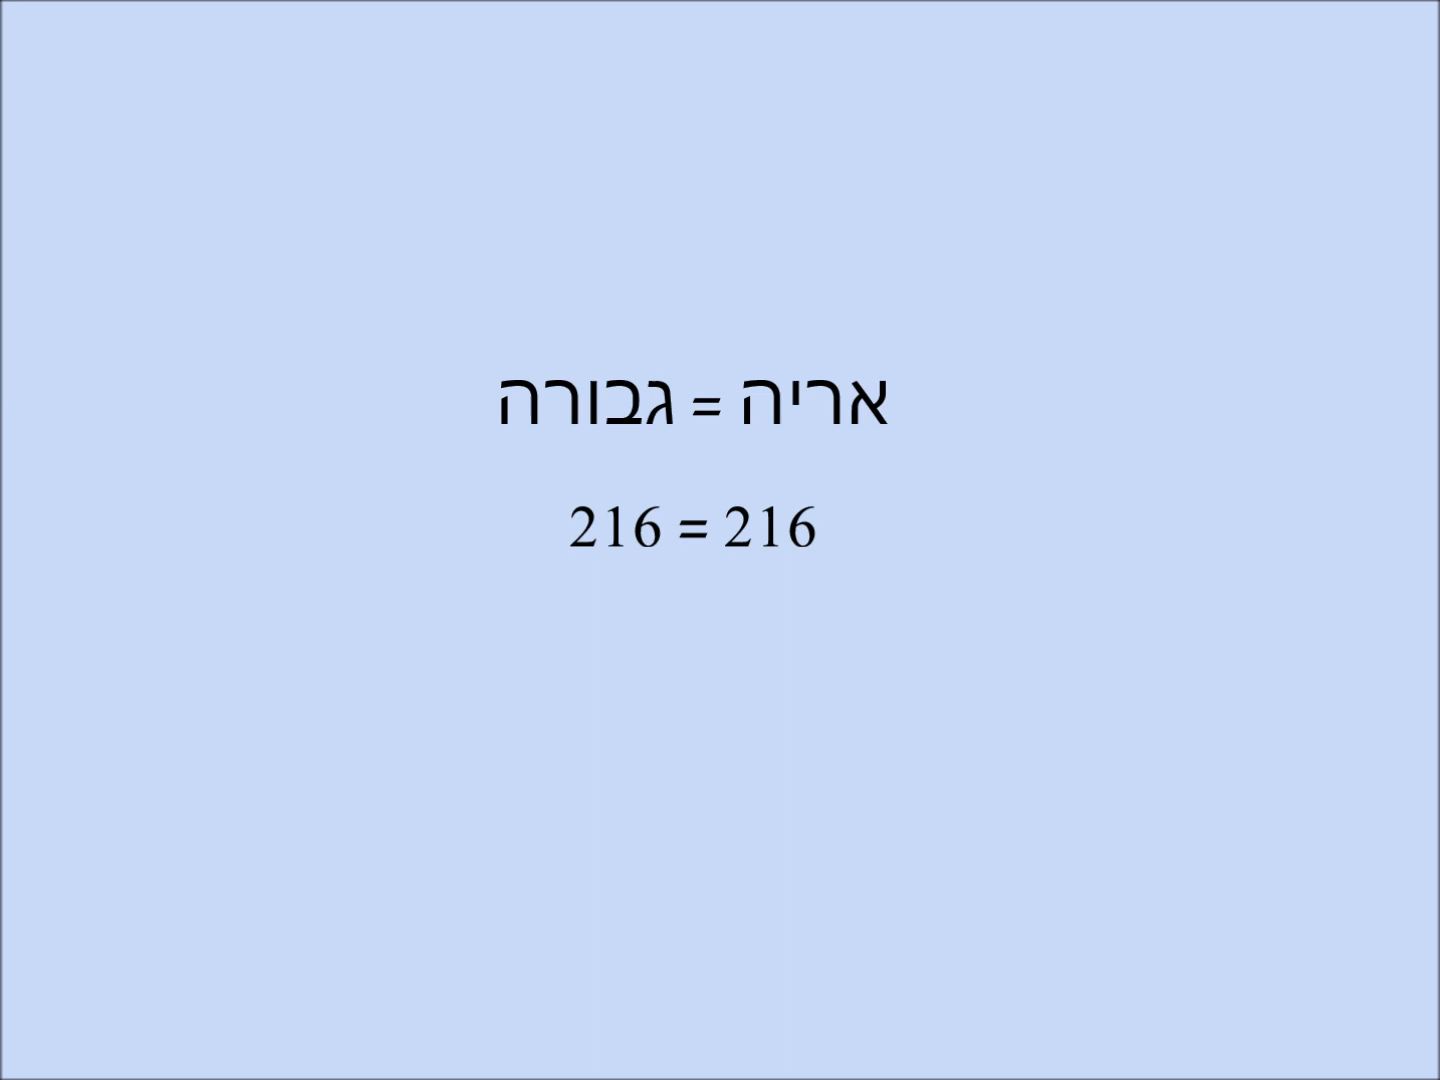 אריה = גבורה
216 = 216